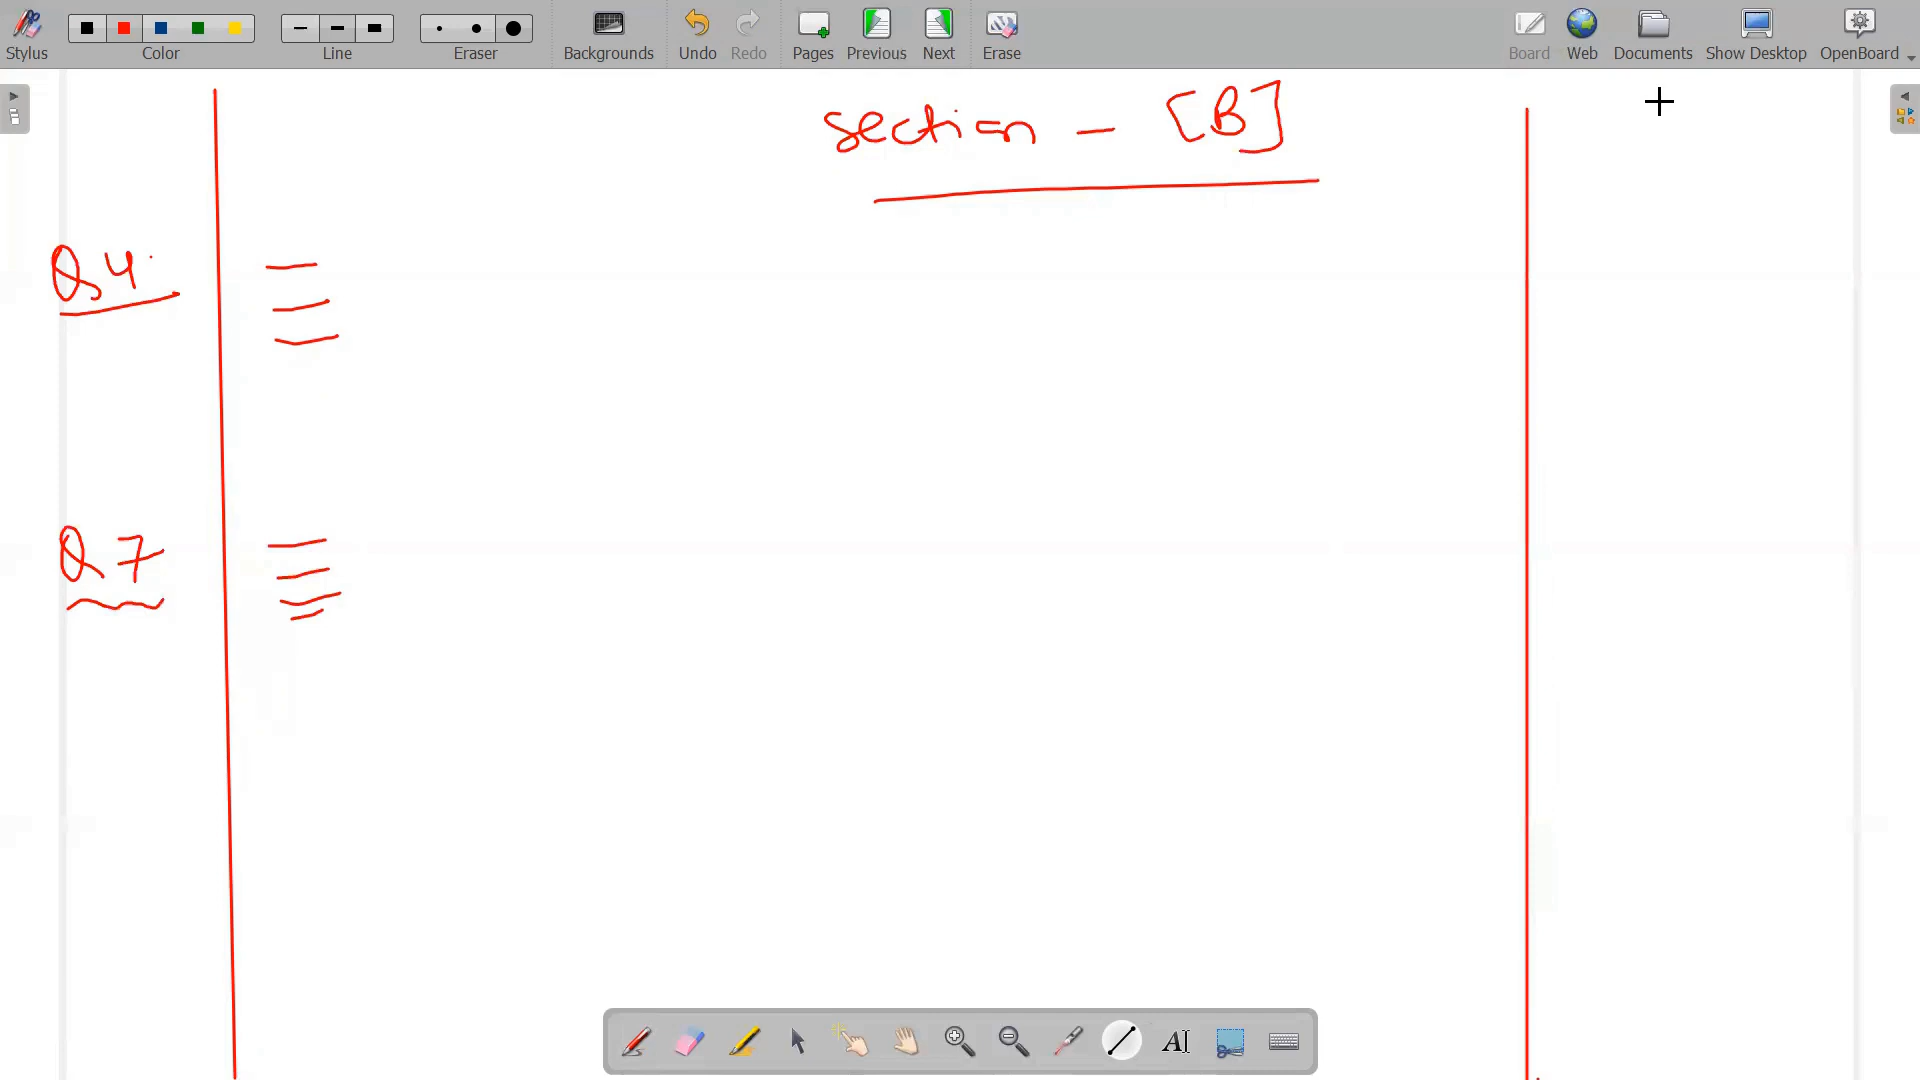 Stylus Color Line Eraser Backgrounds Undo Redo Pages Previous Next Erase Board Web Documents Show Desktop OpenBoard
section - [B]
Q4.
Q7
AI